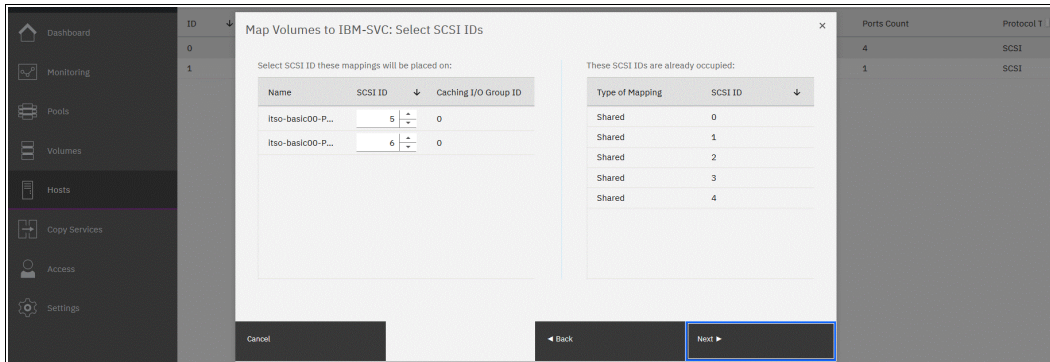 Dashboard
Monitoring
Pools
Volumes
Hosts
Copy Services
Access
Settings
ID
0
1
Map Volumes to IBM-SVC: Select SCSI IDs
×
Select SCSI ID these mappings will be placed on:
Name SCSI ID Caching I/O Group ID
itso-basic00-P... 5 0
itso-basic00-P... 6 0
These SCSI IDs are already occupied:
Type of Mapping SCSI ID
Shared 0
Shared 1
Shared 2
Shared 3
Shared 4
Cancel
Back
Next
Ports Count Protocol T
4 SCSI
1 SCSI